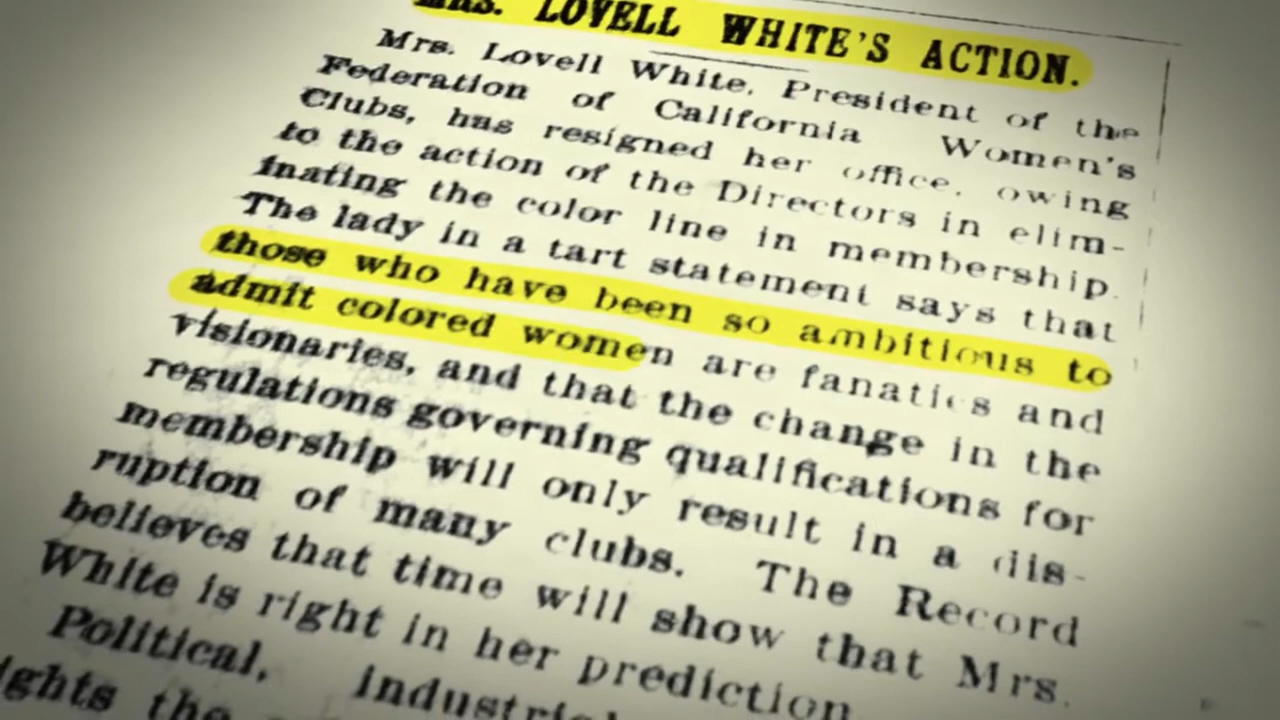 MRS. LOVELL WHITE'S ACTION.
Mrs. Lovell White, President of the
Federation of California Women's
Clubs, has resigned her office, owing
to the action of the Directors in elim-
inating the color line in membership.
The lady in a tart statement says that
those who have been so ambitious to
admit colored women are fanatics and
visionaries, and that the change in the
regulations governing qualifications for
membership will only result in a dis-
ruption of many clubs. The Record
believes that time will show that Mrs.
White is right in her prediction.
Political, industrial
the